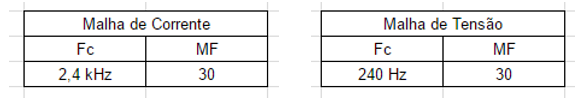 Malha de Corrente
Fc MF
2,4 kHz 30
Malha de Tensão
Fc MF
240 Hz 30